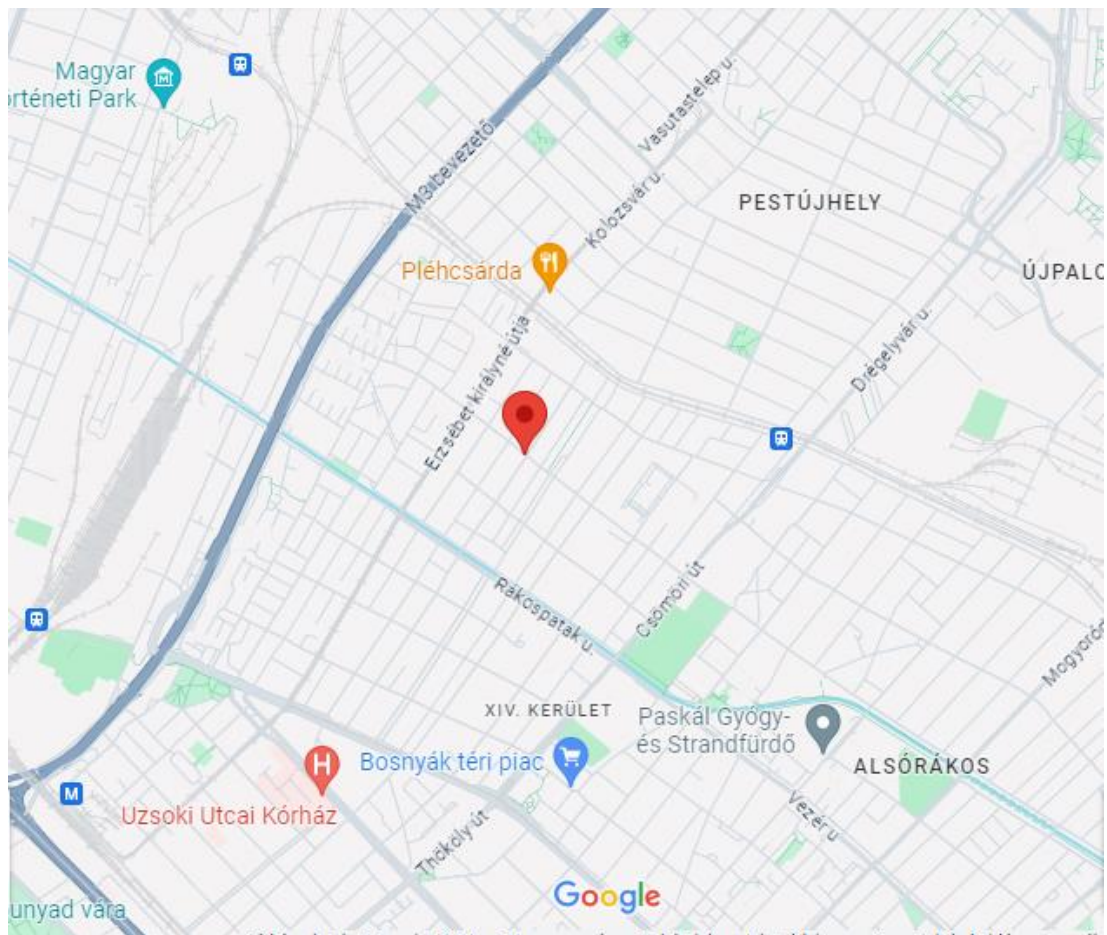 Magyar
rténeti Park
M3 bevezető
Vasutastelep u.
Kolozsvár u.
PESTÚJHELY
Pléhcsárda
ÚJPALO
Drégelyvár u.
Erzsébet királyné útja
Rákospatak u.
Csömöri út
Mogyoród
XIV. KERÜLET
Paskál Gyógy-
és Strandfürdő
Bosnyák téri piac
ALSÓRÁKOS
H
M
Uzsoki Utcai Kórház
Vezér u
Thököly út
Google
unyad vára